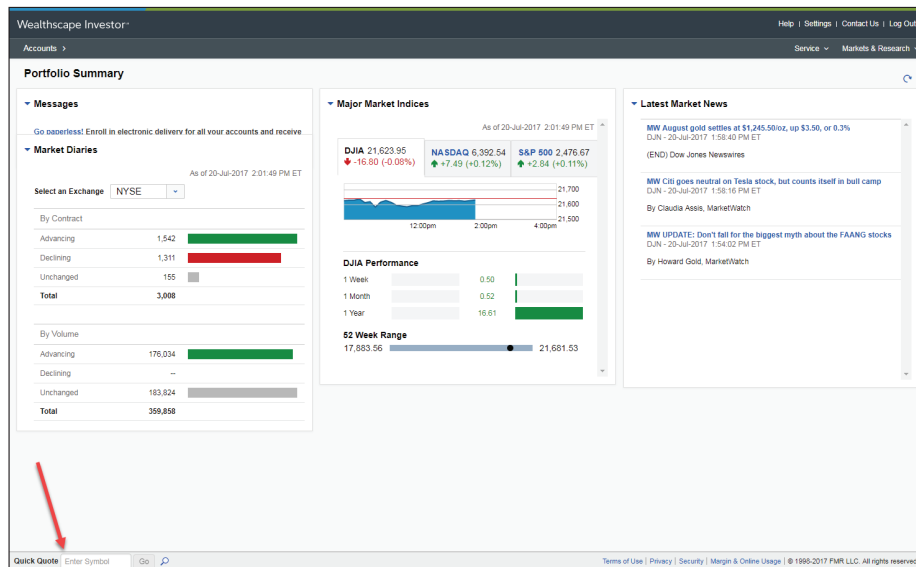 Wealthscape Investor
Help | Settings | Contact Us | Log Out
Accounts >
Service
Markets & Research
Portfolio Summary
Messages
Go paperless! Enroll in electronic delivery for all your accounts and receive
Market Diaries
As of 20-Jul-2017 2:01:49 PM ET
Select an Exchange NYSE
By Contract
Advancing 1,542
Declining 1,311
Unchanged 155
Total 3,008
By Volume
Advancing 176,034
Declining --
Unchanged 183,824
Total 359,858
Major Market Indices
As of 20-Jul-2017 2:01:49 PM ET
DJIA 21,623.95
-16.80 (-0.08%)
NASDAQ 6,392.54
+7.49 (+0.12%)
S&P 500 2,476.67
+2.84 (+0.11%)
21,700
21,600
21,500
12:00pm 2:00pm 4:00pm
DJIA Performance
1 Week 0.50
1 Month 0.52
1 Year 16.61
52 Week Range
17,883.56 21,681.53
Latest Market News
MW August gold settles at $1,245.50/oz, up $3.50, or 0.3%
DJN - 20-Jul-2017 1:58:40 PM ET
(END) Dow Jones Newswires
MW Citi goes neutral on Tesla stock, but counts itself in bull camp
DJN - 20-Jul-2017 1:58:16 PM ET
By Claudia Assis, MarketWatch
MW UPDATE: Don't fall for the biggest myth about the FAANG stocks
DJN - 20-Jul-2017 1:54:02 PM ET
By Howard Gold, MarketWatch
Quick Quote Enter Symbol Go
Terms of Use | Privacy | Security | Margin & Online Usage | © 1998-2017 FMR LLC. All rights reserved